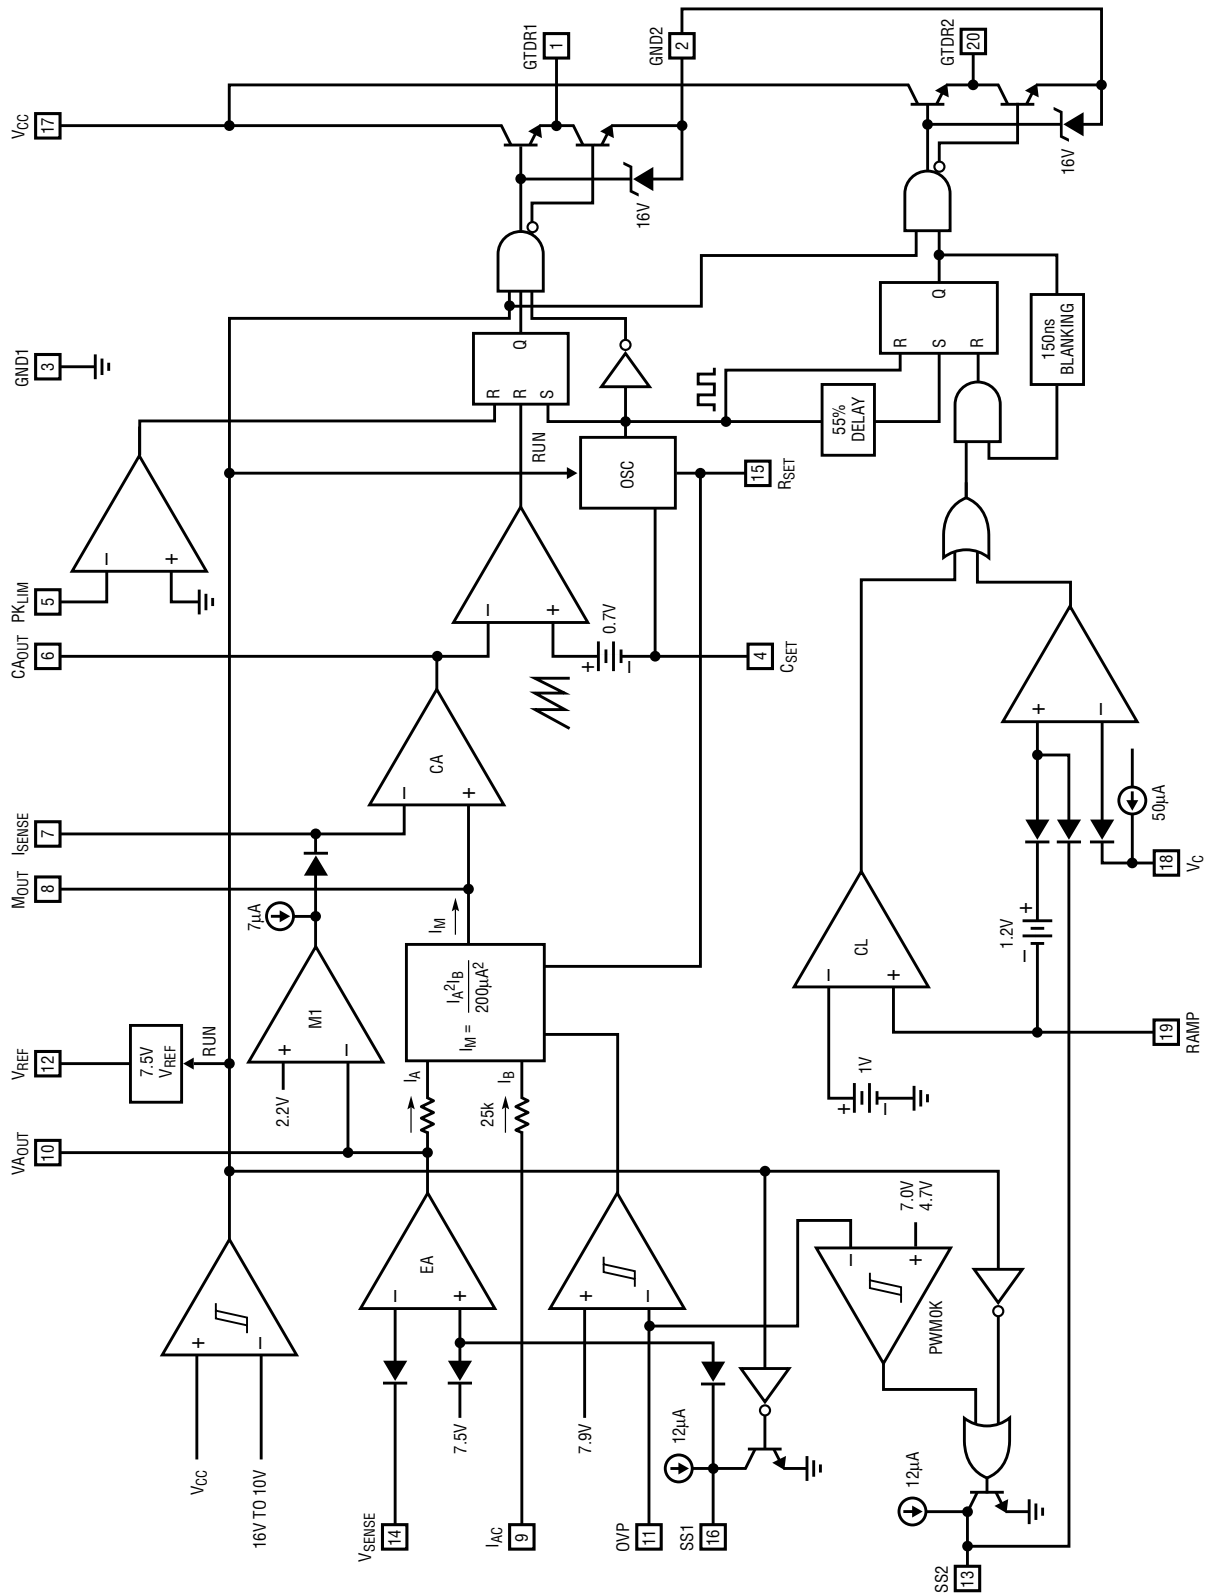 VCC
17
GND1
3
PKLIM
5
CAOUT
6
ISENSE
7
MOUT
8
VREF
12
VAOUT
10
GTDR1
1
GND2
2
GTDR2
20
16V
16V
7.5V
VREF
RUN
7µA
M1
+
–
2.2V
–
+
R
R
S
Q
RUN
OSC
15
RSET
R
S
R
Q
150ns
BLANKING
55%
DELAY
CA
–
+
–
+
+
–
0.7V
4
CSET
IM
IM = IA²IB
200µA²
IA
25k
IB
EA
–
+
+
–
VCC
16V TO 10V
+
–
7.5V
7.9V
VSENSE
14
IAC
9
OVP
11
SS1
16
12µA
SS2
13
12µA
PWM0K
–
+
7.0V
4.7V
CL
–
+
+
–
1V
1.2V
+
–
19
RAMP
+
–
50µA
18
VC